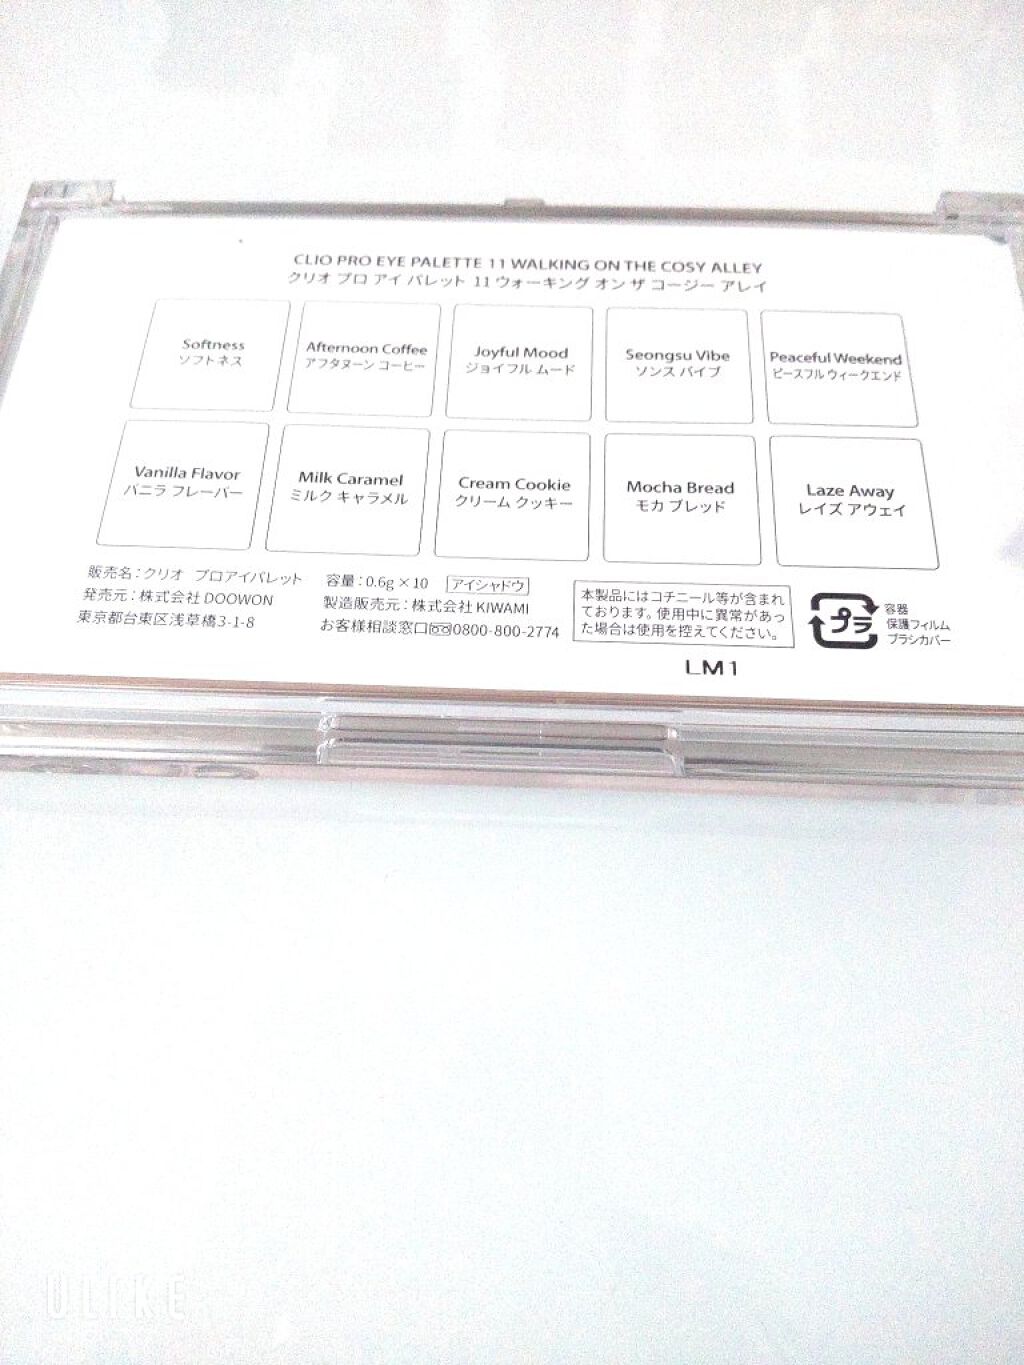 CLIO PRO EYE PALETTE 11 WALKING ON THE COSY ALLEY
クリオ プロ アイ パレット 11 ウォーキング オン ザ コージー アレイ
Softness
ソフトネス
Afternoon Coffee
アフタヌーン コーヒー
Joyful Mood
ジョイフル ムード
Seongsu Vibe
ソンス バイブ
Peaceful Weekend
ピースフル ウィークエンド
Vanilla Flavor
バニラ フレーバー
Milk Caramel
ミルク キャラメル
Cream Cookie
クリーム クッキー
Mocha Bread
モカ ブレッド
Laze Away
レイズ アウェイ
販売名：クリオ プロアイパレット
発売元：株式会社 DOOWON
東京都台東区浅草橋3-1-8
容量：0.6g×10 アイシャドウ
製造販売元：株式会社 KIWAMI
お客様相談窓口 0800-800-2774
本製品にはコチニール等が含まれ
ております。使用中に異常があっ
た場合は使用を控えてください。
プラ
容器
保護フィルム
ブラシカバー
LM1
ULIKE